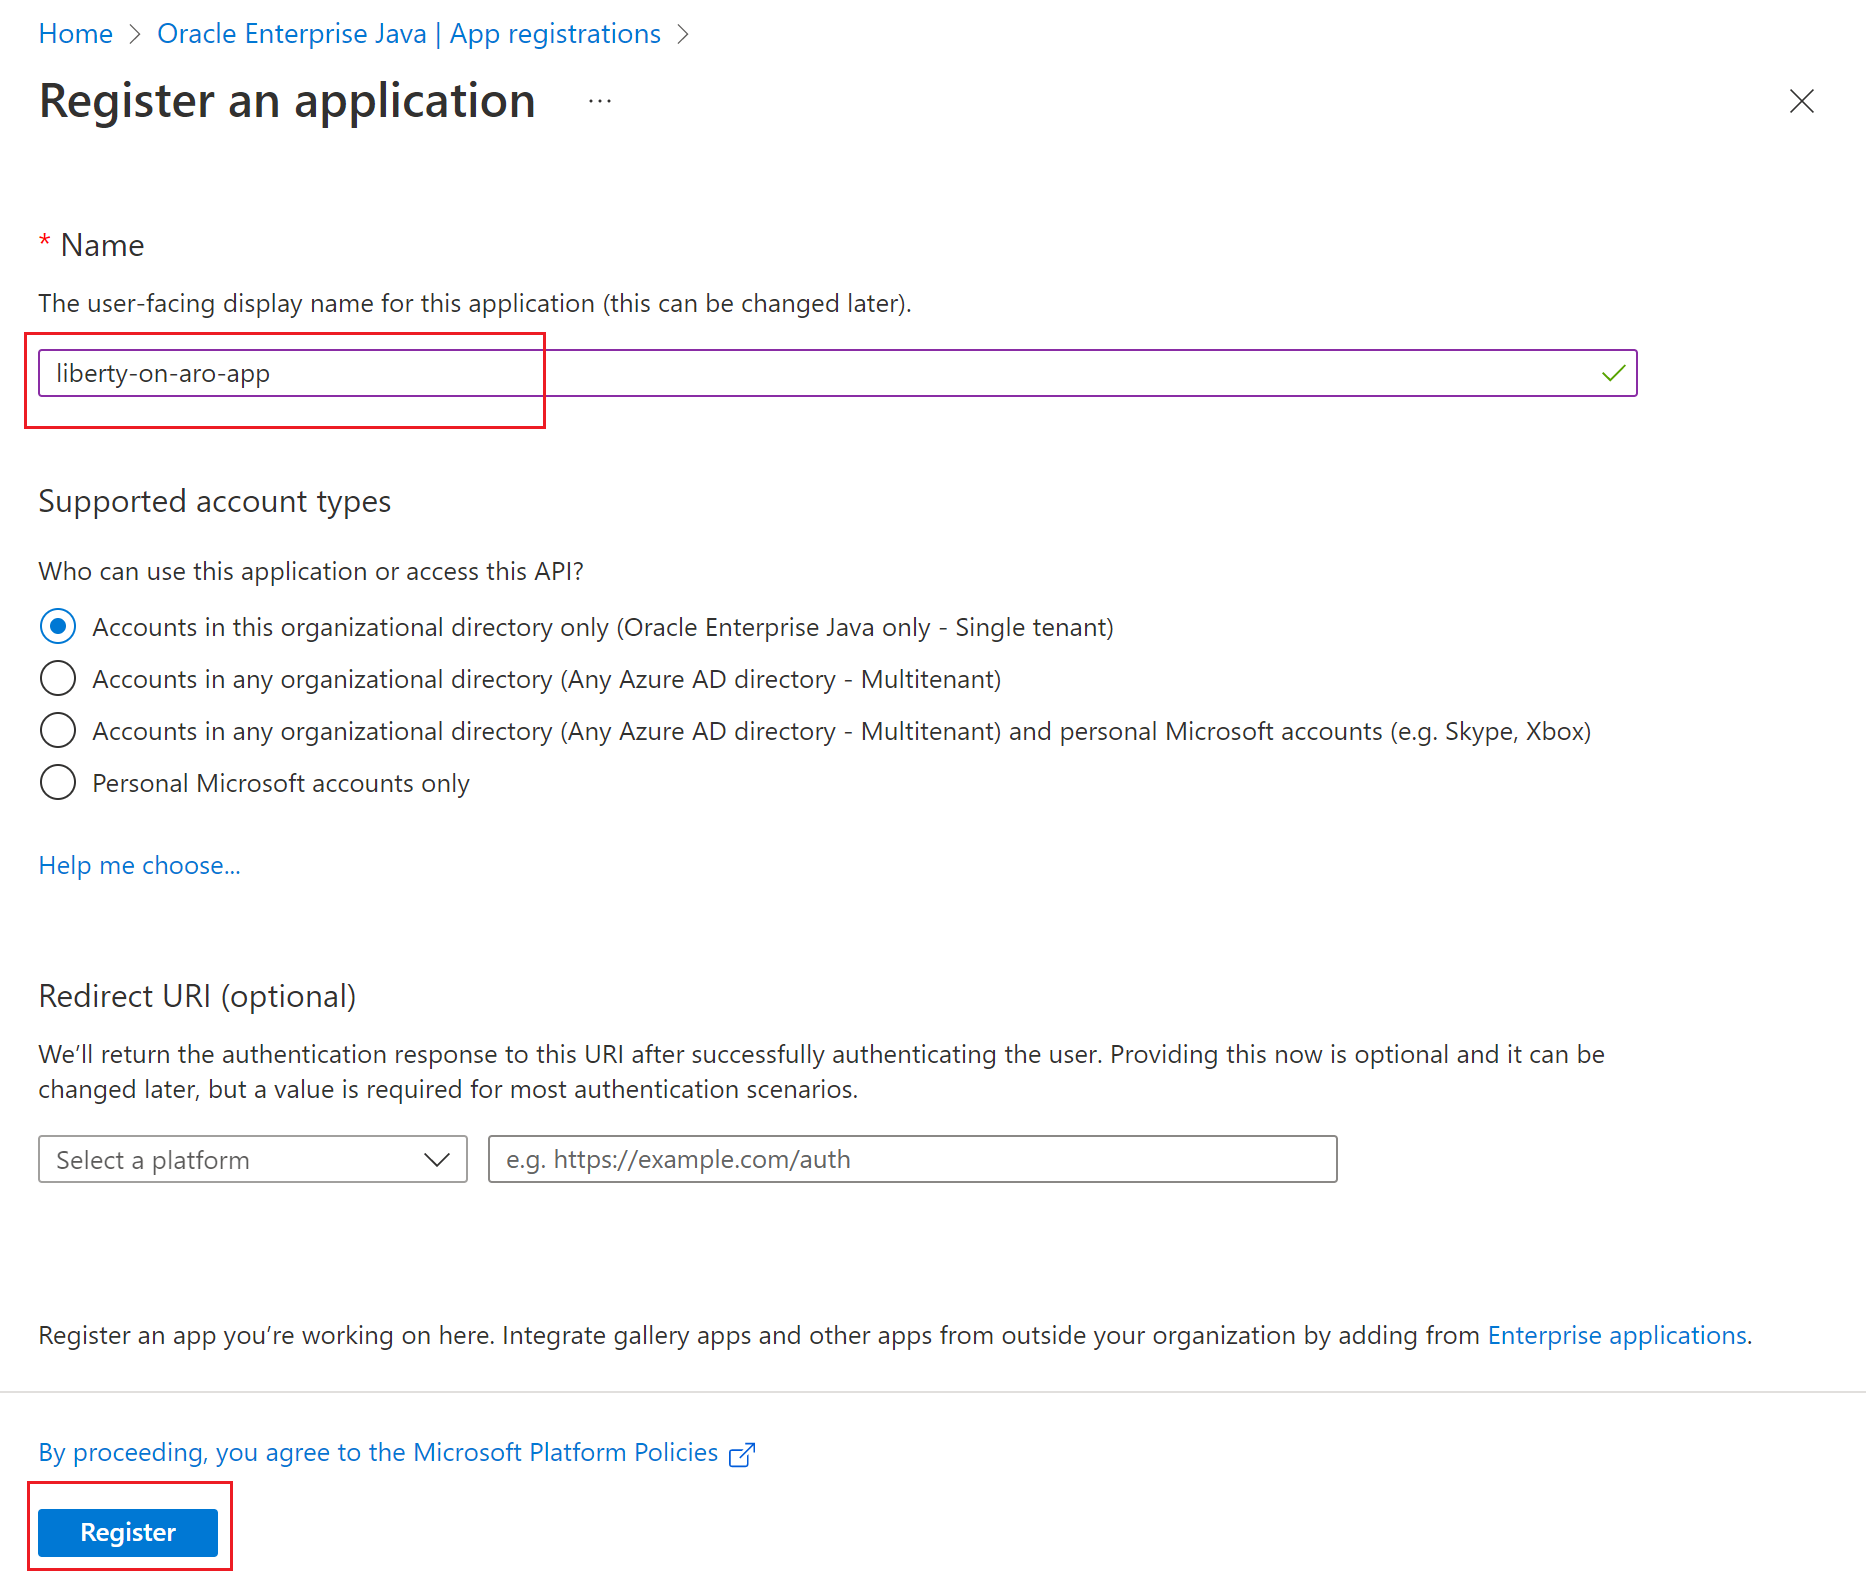 Home > Oracle Enterprise Java | App registrations >
Register an application ...
* Name
The user-facing display name for this application (this can be changed later).
liberty-on-aro-app
Supported account types
Who can use this application or access this API?
Accounts in this organizational directory only (Oracle Enterprise Java only - Single tenant)
Accounts in any organizational directory (Any Azure AD directory - Multitenant)
Accounts in any organizational directory (Any Azure AD directory - Multitenant) and personal Microsoft accounts (e.g. Skype, Xbox)
Personal Microsoft accounts only
Help me choose...
Redirect URI (optional)
We’ll return the authentication response to this URI after successfully authenticating the user. Providing this now is optional and it can be
changed later, but a value is required for most authentication scenarios.
Select a platform
e.g. https://example.com/auth
Register an app you’re working on here. Integrate gallery apps and other apps from outside your organization by adding from Enterprise applications.
By proceeding, you agree to the Microsoft Platform Policies
Register